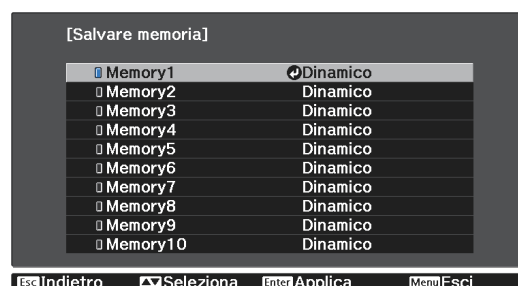 [Salvare memoria]
Memory1 Dinamico
Memory2 Dinamico
Memory3 Dinamico
Memory4 Dinamico
Memory5 Dinamico
Memory6 Dinamico
Memory7 Dinamico
Memory8 Dinamico
Memory9 Dinamico
Memory10 Dinamico
Esc Indietro Seleziona Enter Applica Menu Esci